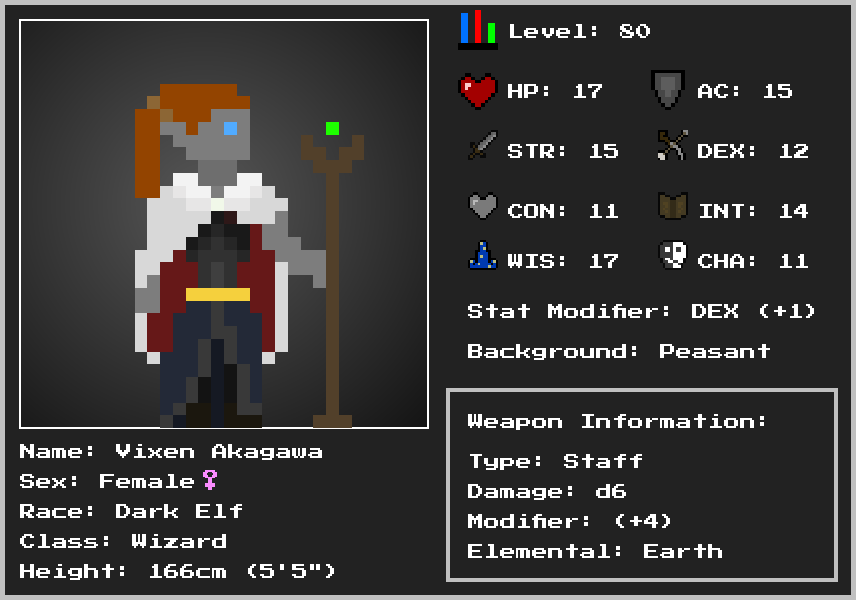 Level: 80
HP: 17
AC: 15
STR: 15
DEX: 12
CON: 11
INT: 14
WIS: 17
CHA: 11
Stat Modifier: DEX (+1)
Background: Peasant
Weapon Information:
Type: Staff
Damage: d6
Modifier: (+4)
Elemental: Earth
Name: Vixen Akagawa
Sex: Female♀
Race: Dark Elf
Class: Wizard
Height: 166cm (5'5")